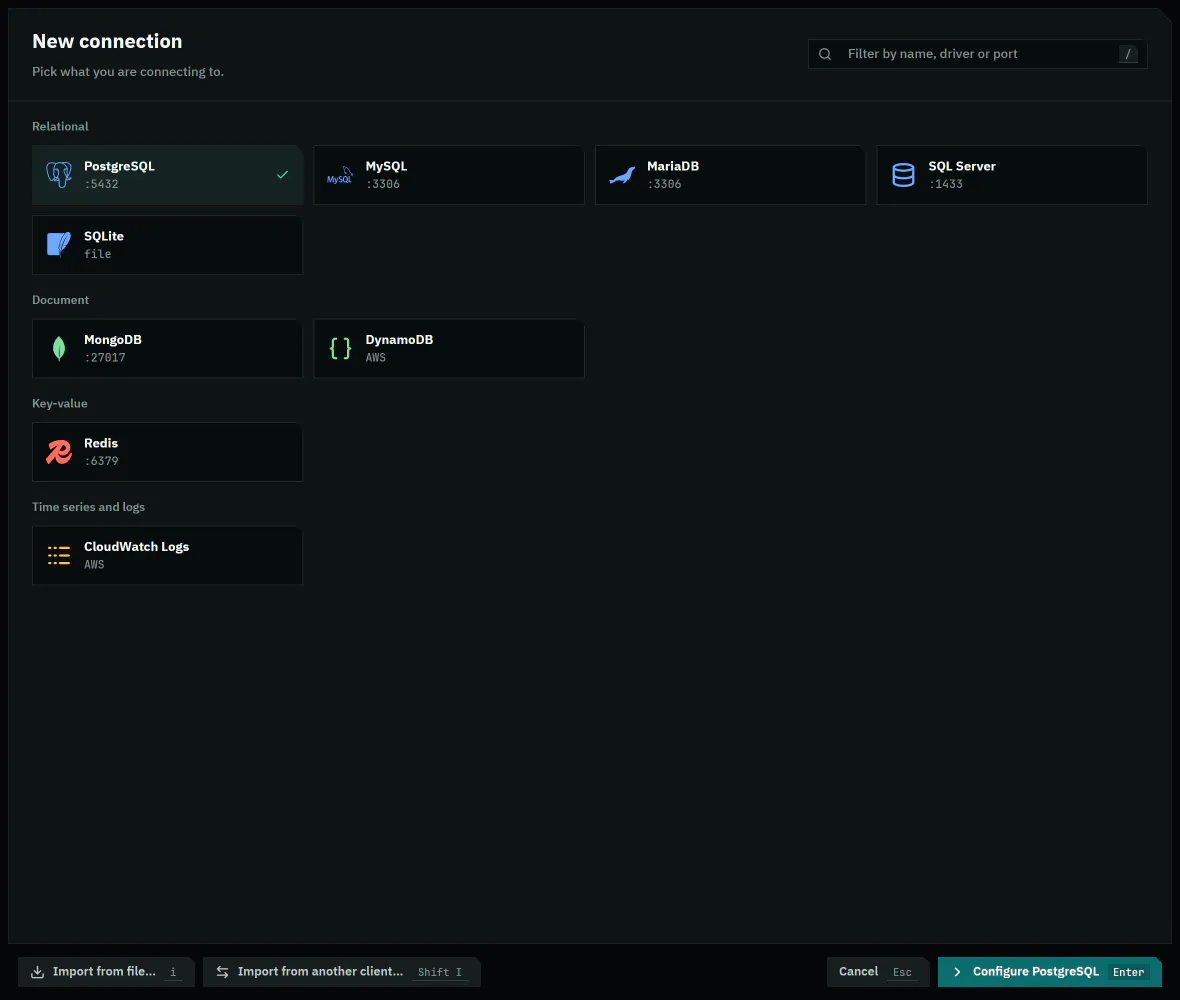 New connection
Pick what you are connecting to.
Filter by name, driver or port /
Relational
PostgreSQL
:5432
MySQL
MySQL
:3306
MariaDB
:3306
SQL Server
:1433
SQLite
file
Document
MongoDB
:27017
DynamoDB
AWS
Key-value
Redis
:6379
Time series and logs
CloudWatch Logs
AWS
Import from file... i
Import from another client... Shift I
Cancel Esc
Configure PostgreSQL Enter